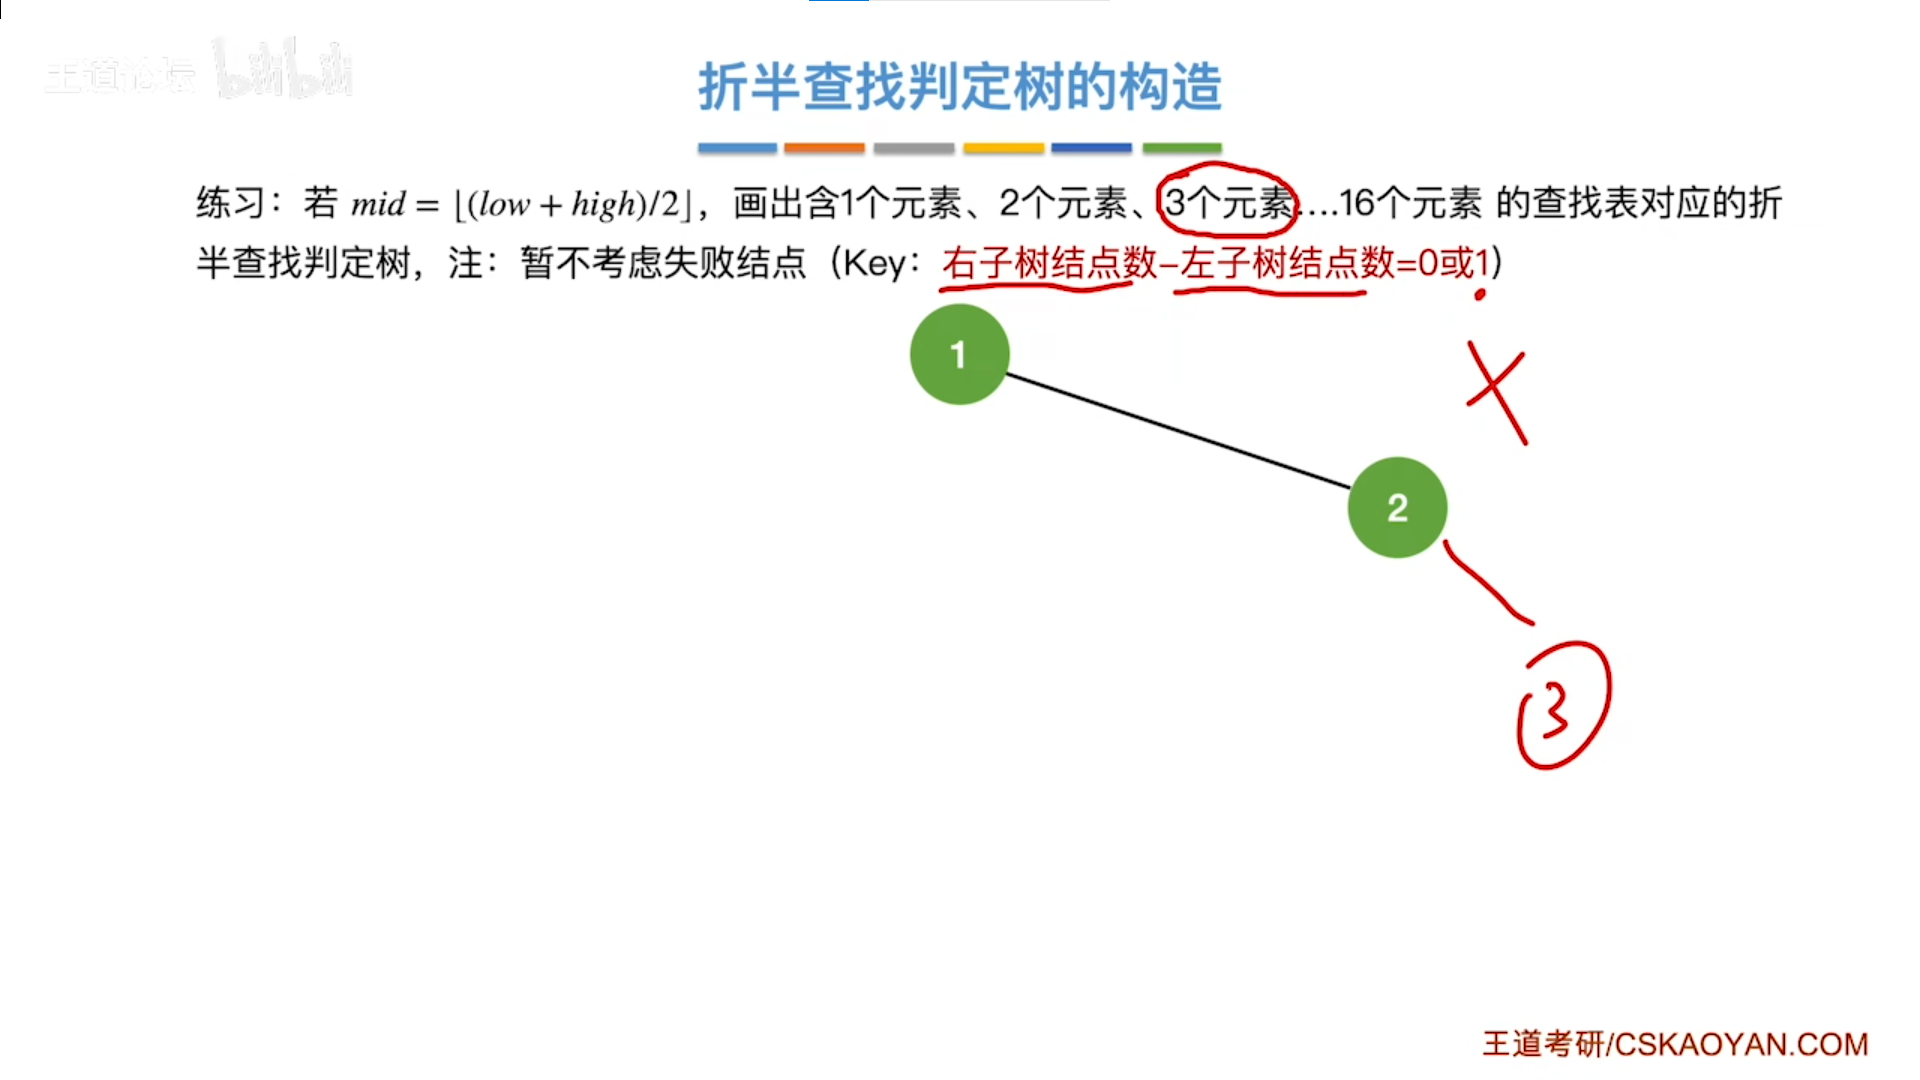 王道论坛 bilibili
折半查找判定树的构造
练习：若 mid = ⌊(low + high)/2⌋，画出含1个元素、2个元素、3个元素....16个元素 的查找表对应的折
半查找判定树，注：暂不考虑失败结点（Key：右子树结点数–左子树结点数=0或1）
1
2
3
王道考研/CSKAOYAN.COM